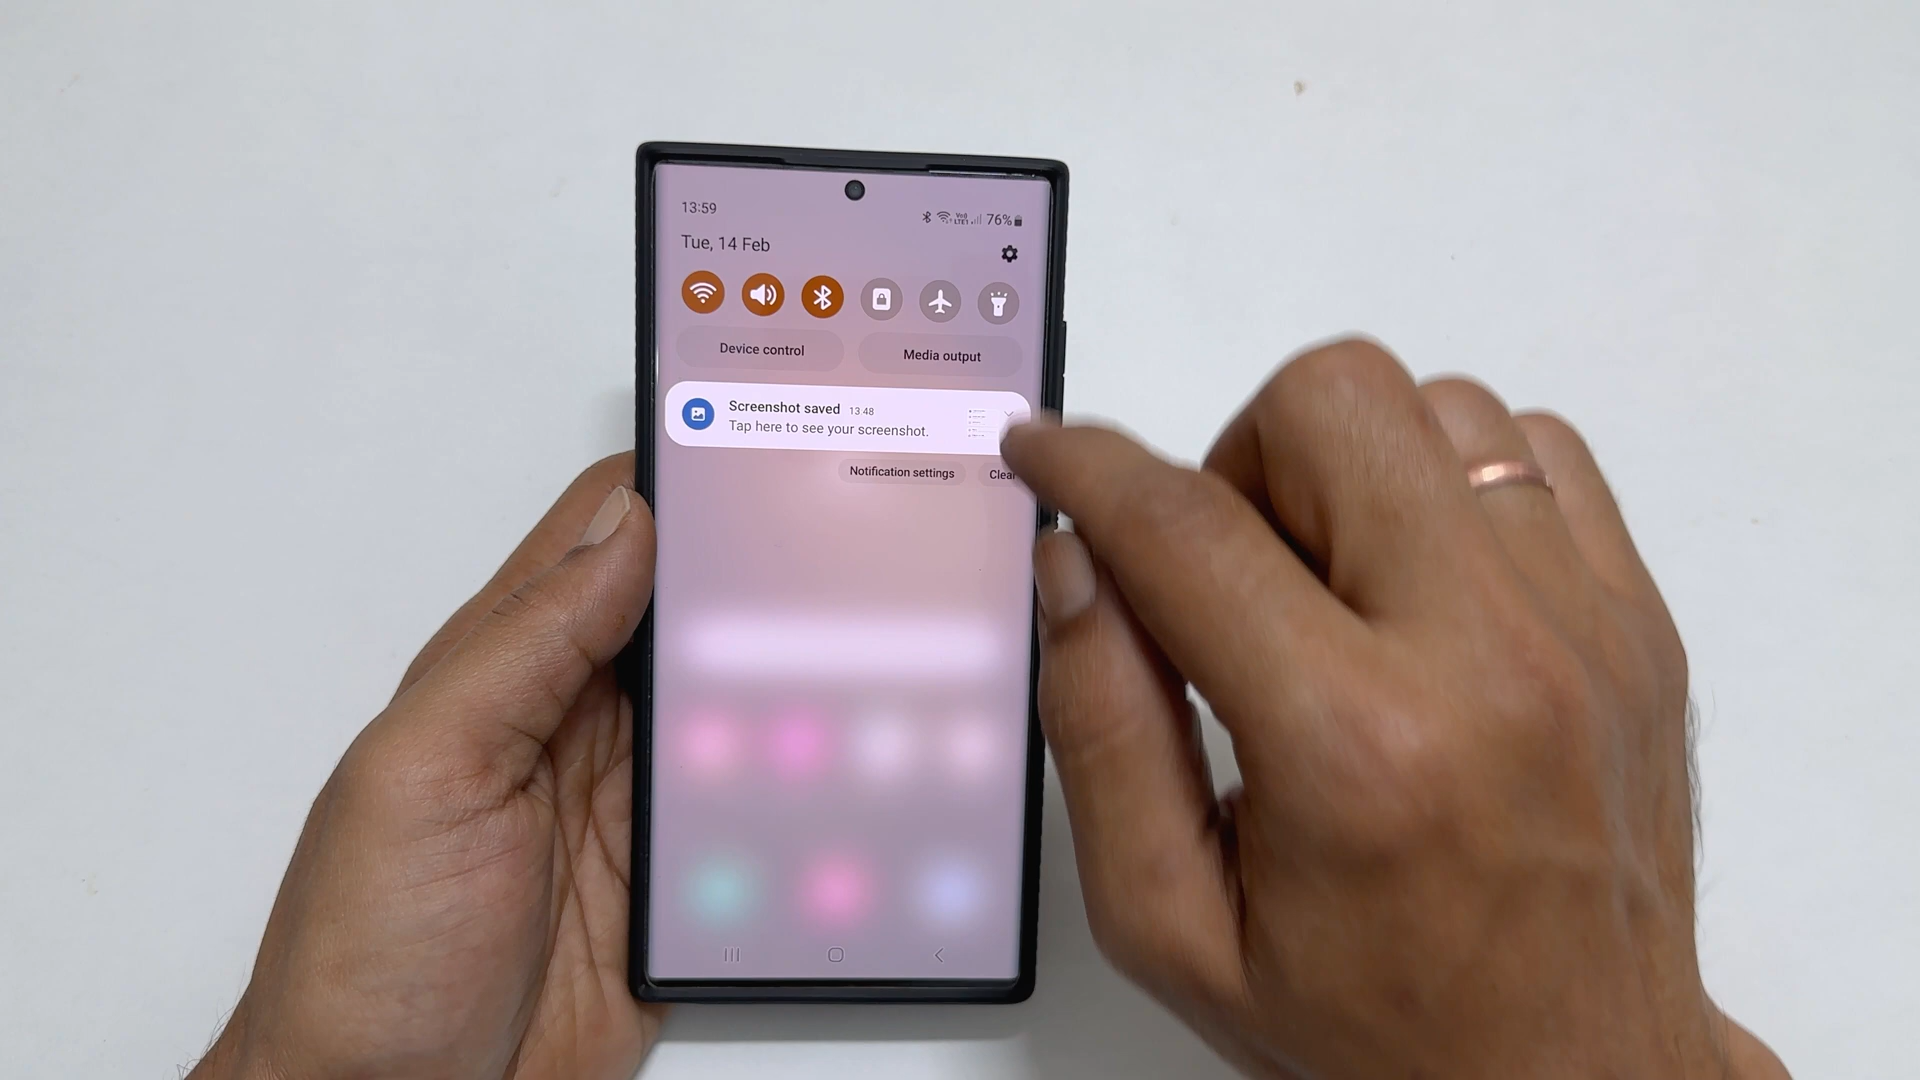 13:59
76%
Tue, 14 Feb
Device control
Media output
Screenshot saved 13.48
Tap here to see your screenshot.
Notification settings
Clear